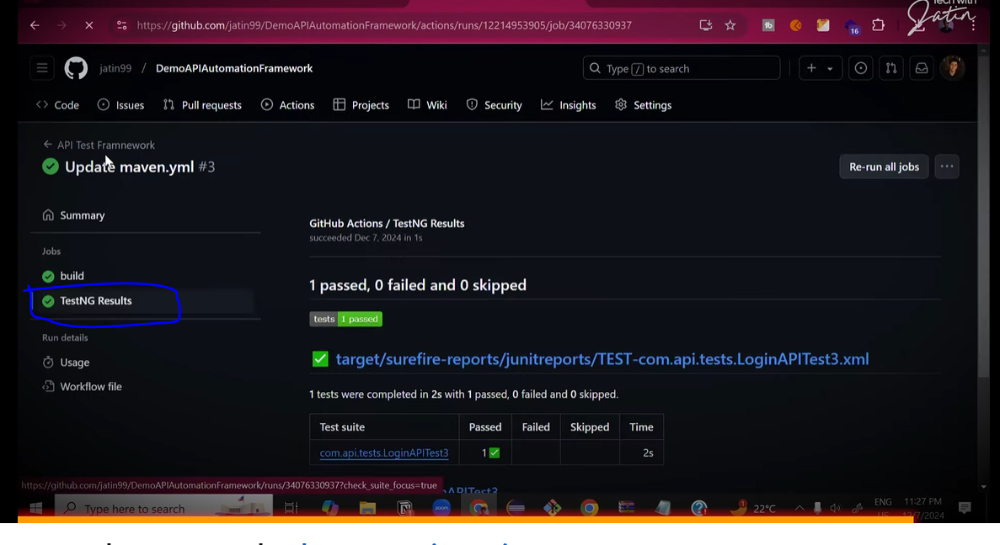 Tech with
Jatin
https://github.com/jatin99/DemoAPIAutomationFramework/actions/runs/12214953905/job/34076330937
16
jatin99 / DemoAPIAutomationFramework
Type / to search
Code Issues Pull requests Actions Projects Wiki Security Insights Settings
API Test Framnework
Update maven.yml #3
Re-run all jobs
Summary
GitHub Actions / TestNG Results
succeeded Dec 7, 2024 in 1s
Jobs
build
1 passed, 0 failed and 0 skipped
TestNG Results
tests 1 passed
Run details
Usage
target/surefire-reports/junitreports/TEST-com.api.tests.LoginAPITest3.xml
Workflow file
1 tests were completed in 2s with 1 passed, 0 failed and 0 skipped.
Test suite Passed Failed Skipped Time
com.api.tests.LoginAPITest3 1 2s
https://github.com/jatin99/DemoAPIAutomationFramework/runs/34076330937?check_suite_focus=true
APITest3
Type here to search
zoom
1
22°C
ENG
US
11:27 PM
12/7/2024